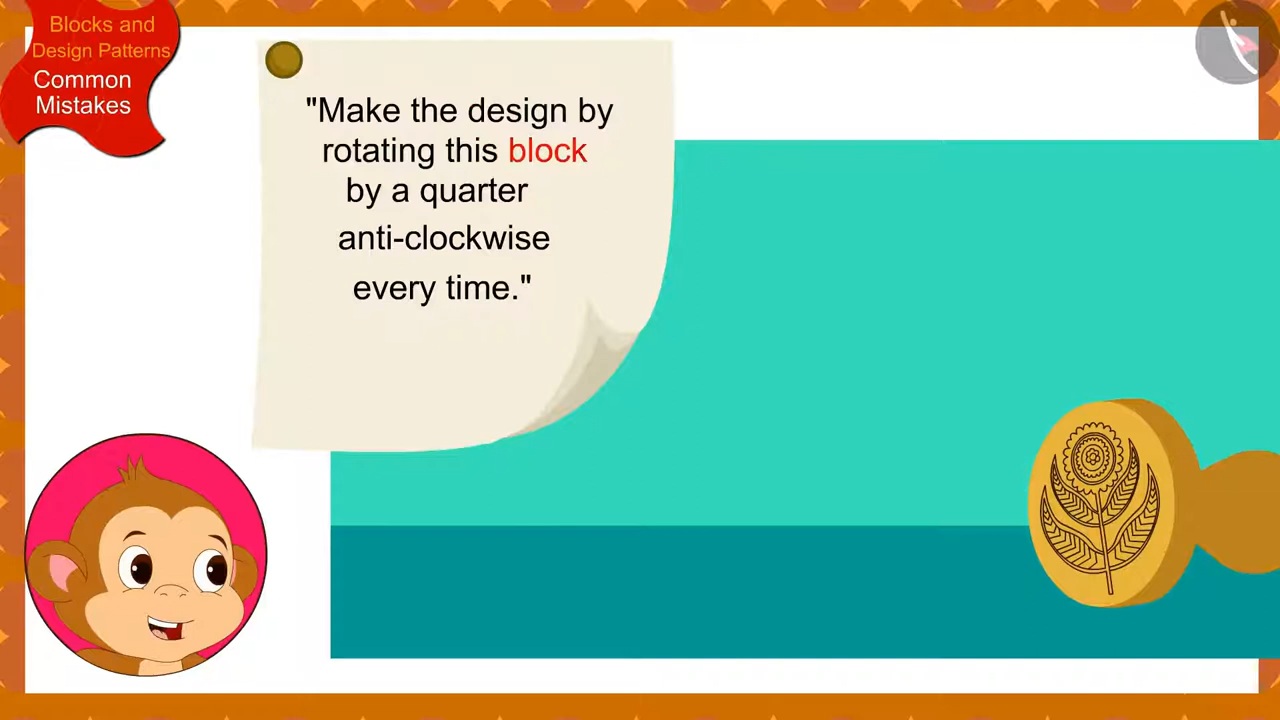 Blocks and
Design Patterns
Common
Mistakes
"Make the design by
rotating this block
by a quarter
anti-clockwise
every time."